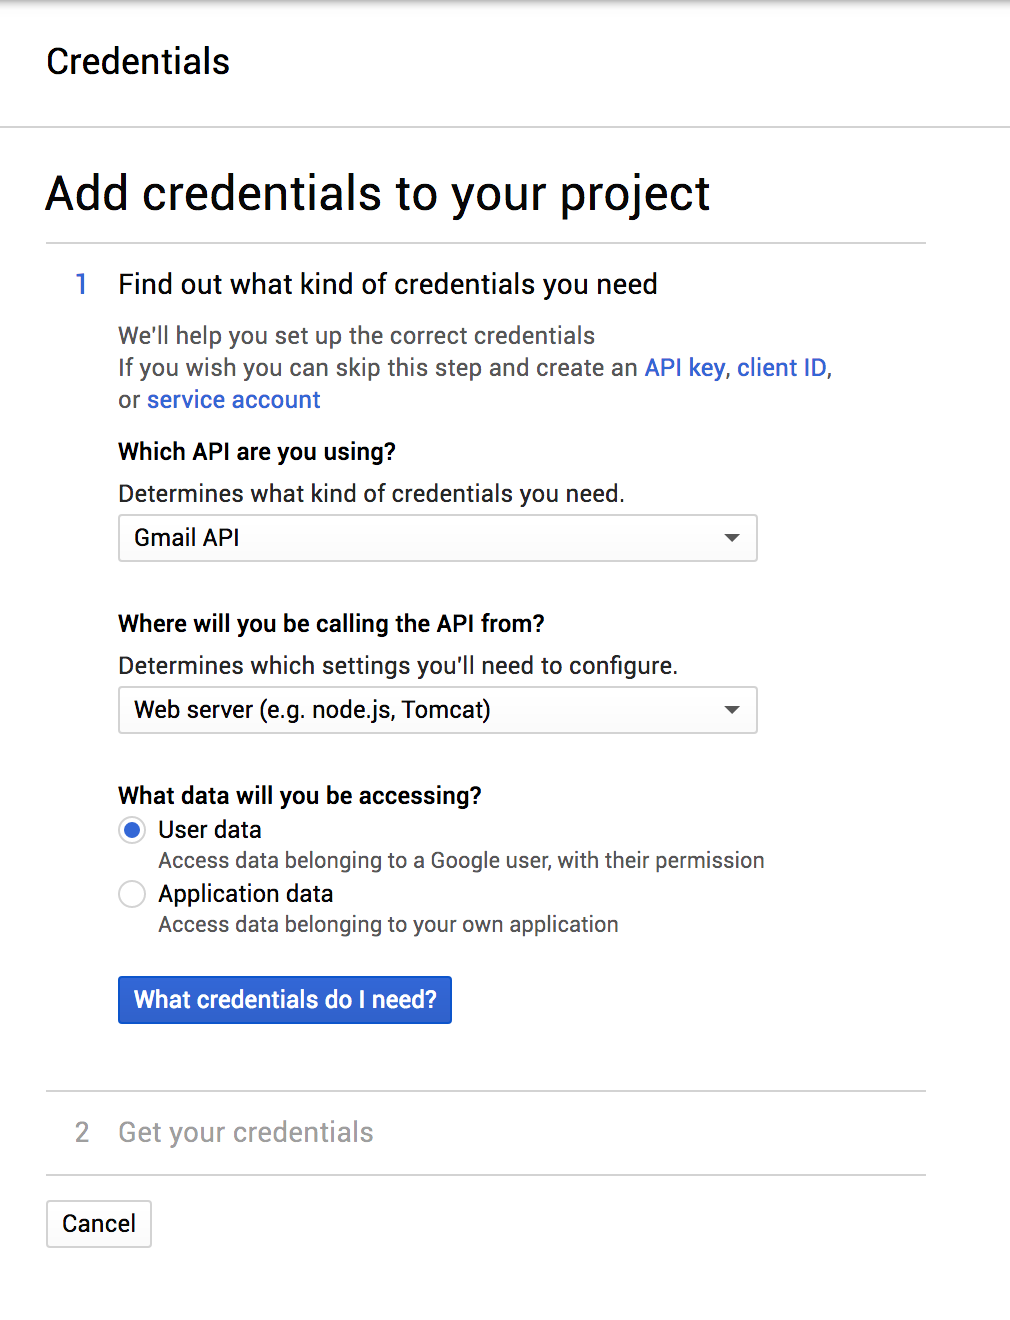 Credentials
Add credentials to your project
1 Find out what kind of credentials you need
We'll help you set up the correct credentials
If you wish you can skip this step and create an API key, client ID,
or service account
Which API are you using?
Determines what kind of credentials you need.
Gmail API
Where will you be calling the API from?
Determines which settings you'll need to configure.
Web server (e.g. node.js, Tomcat)
What data will you be accessing?
User data
Access data belonging to a Google user, with their permission
Application data
Access data belonging to your own application
What credentials do I need?
2 Get your credentials
Cancel